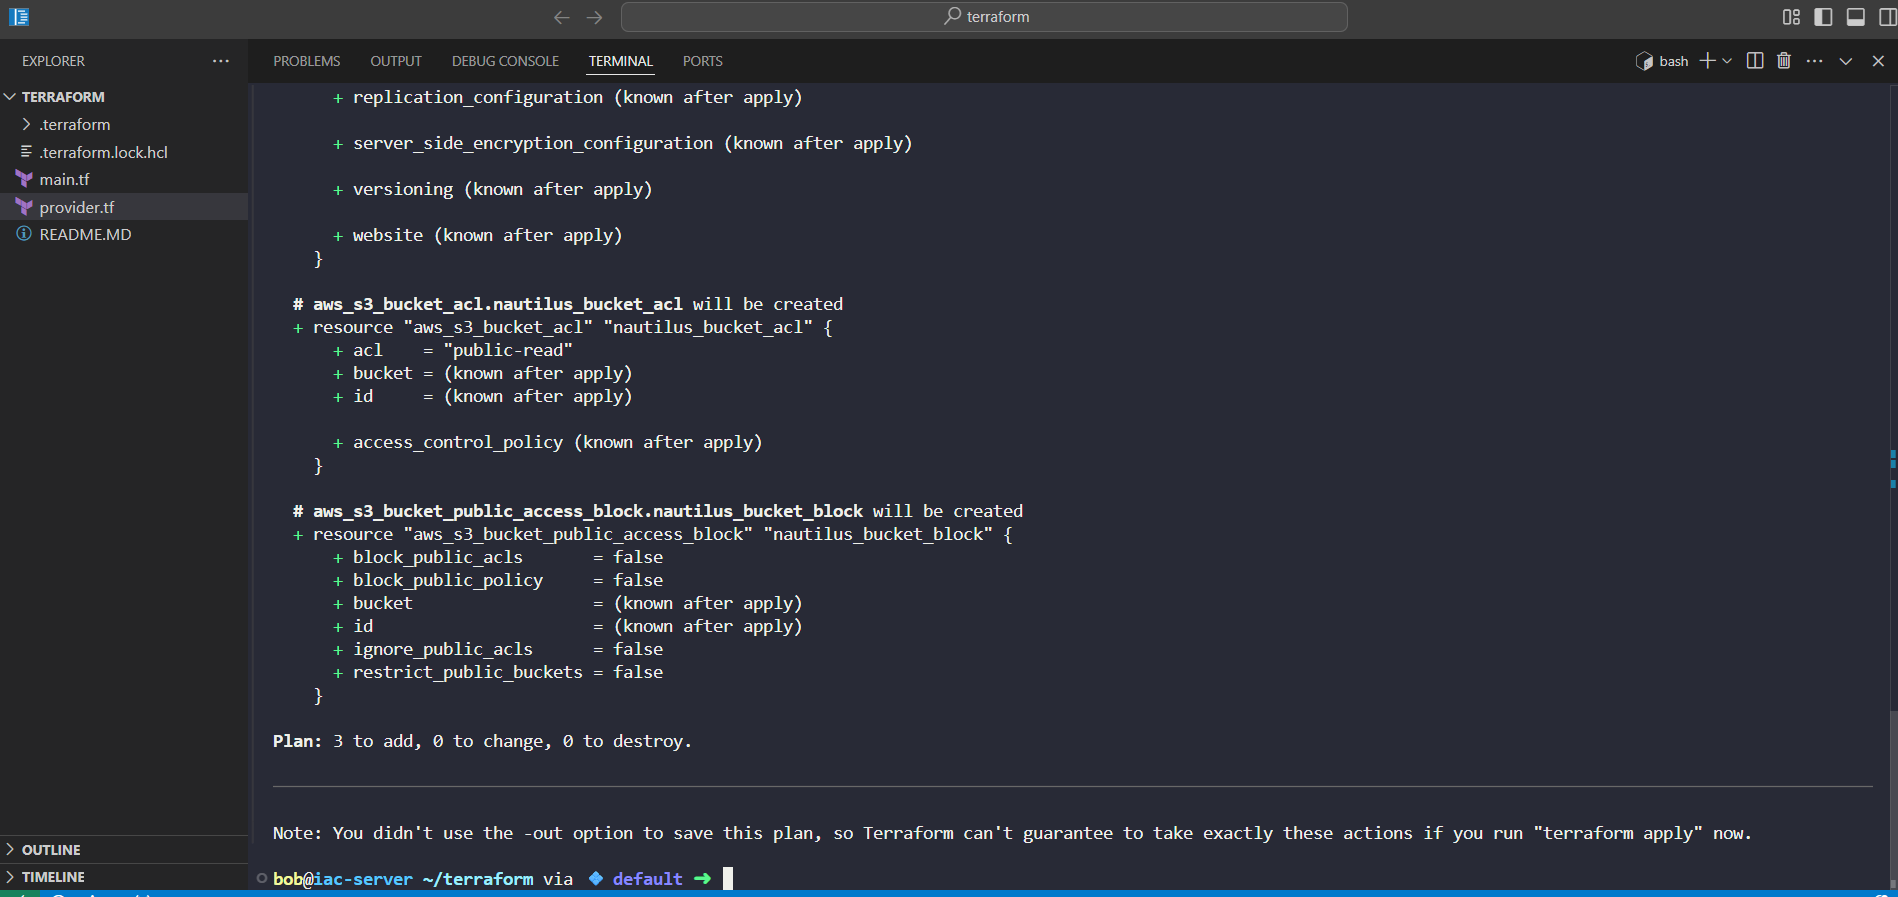 terraform
EXPLORER
PROBLEMS OUTPUT DEBUG CONSOLE TERMINAL PORTS
bash
TERRAFORM
.terraform
.terraform.lock.hcl
main.tf
provider.tf
README.MD
+ replication_configuration (known after apply)
+ server_side_encryption_configuration (known after apply)
+ versioning (known after apply)
+ website (known after apply)
}
# aws_s3_bucket_acl.nautilus_bucket_acl will be created
+ resource "aws_s3_bucket_acl" "nautilus_bucket_acl" {
+ acl    = "public-read"
+ bucket = (known after apply)
+ id     = (known after apply)
+ access_control_policy (known after apply)
}
# aws_s3_bucket_public_access_block.nautilus_bucket_block will be created
+ resource "aws_s3_bucket_public_access_block" "nautilus_bucket_block" {
+ block_public_acls       = false
+ block_public_policy     = false
+ bucket                  = (known after apply)
+ id                      = (known after apply)
+ ignore_public_acls      = false
+ restrict_public_buckets = false
}
Plan: 3 to add, 0 to change, 0 to destroy.
Note: You didn't use the -out option to save this plan, so Terraform can't guarantee to take exactly these actions if you run "terraform apply" now.
bob@iac-server ~/terraform via ◆ default ➜
OUTLINE
TIMELINE